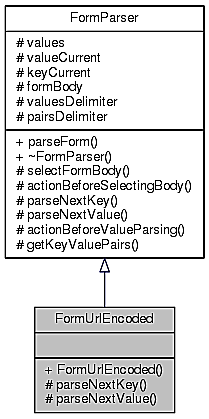 FormParser
# values
# valueCurrent
# keyCurrent
# formBody
# valuesDelimiter
# pairsDelimiter
+ parseForm()
+ ~FormParser()
# selectFormBody()
# actionBeforeSelectingBody()
# parseNextKey()
# parseNextValue()
# actionBeforeValueParsing()
# getKeyValuePairs()
FormUrlEncoded
+ FormUrlEncoded()
# parseNextKey()
# parseNextValue()